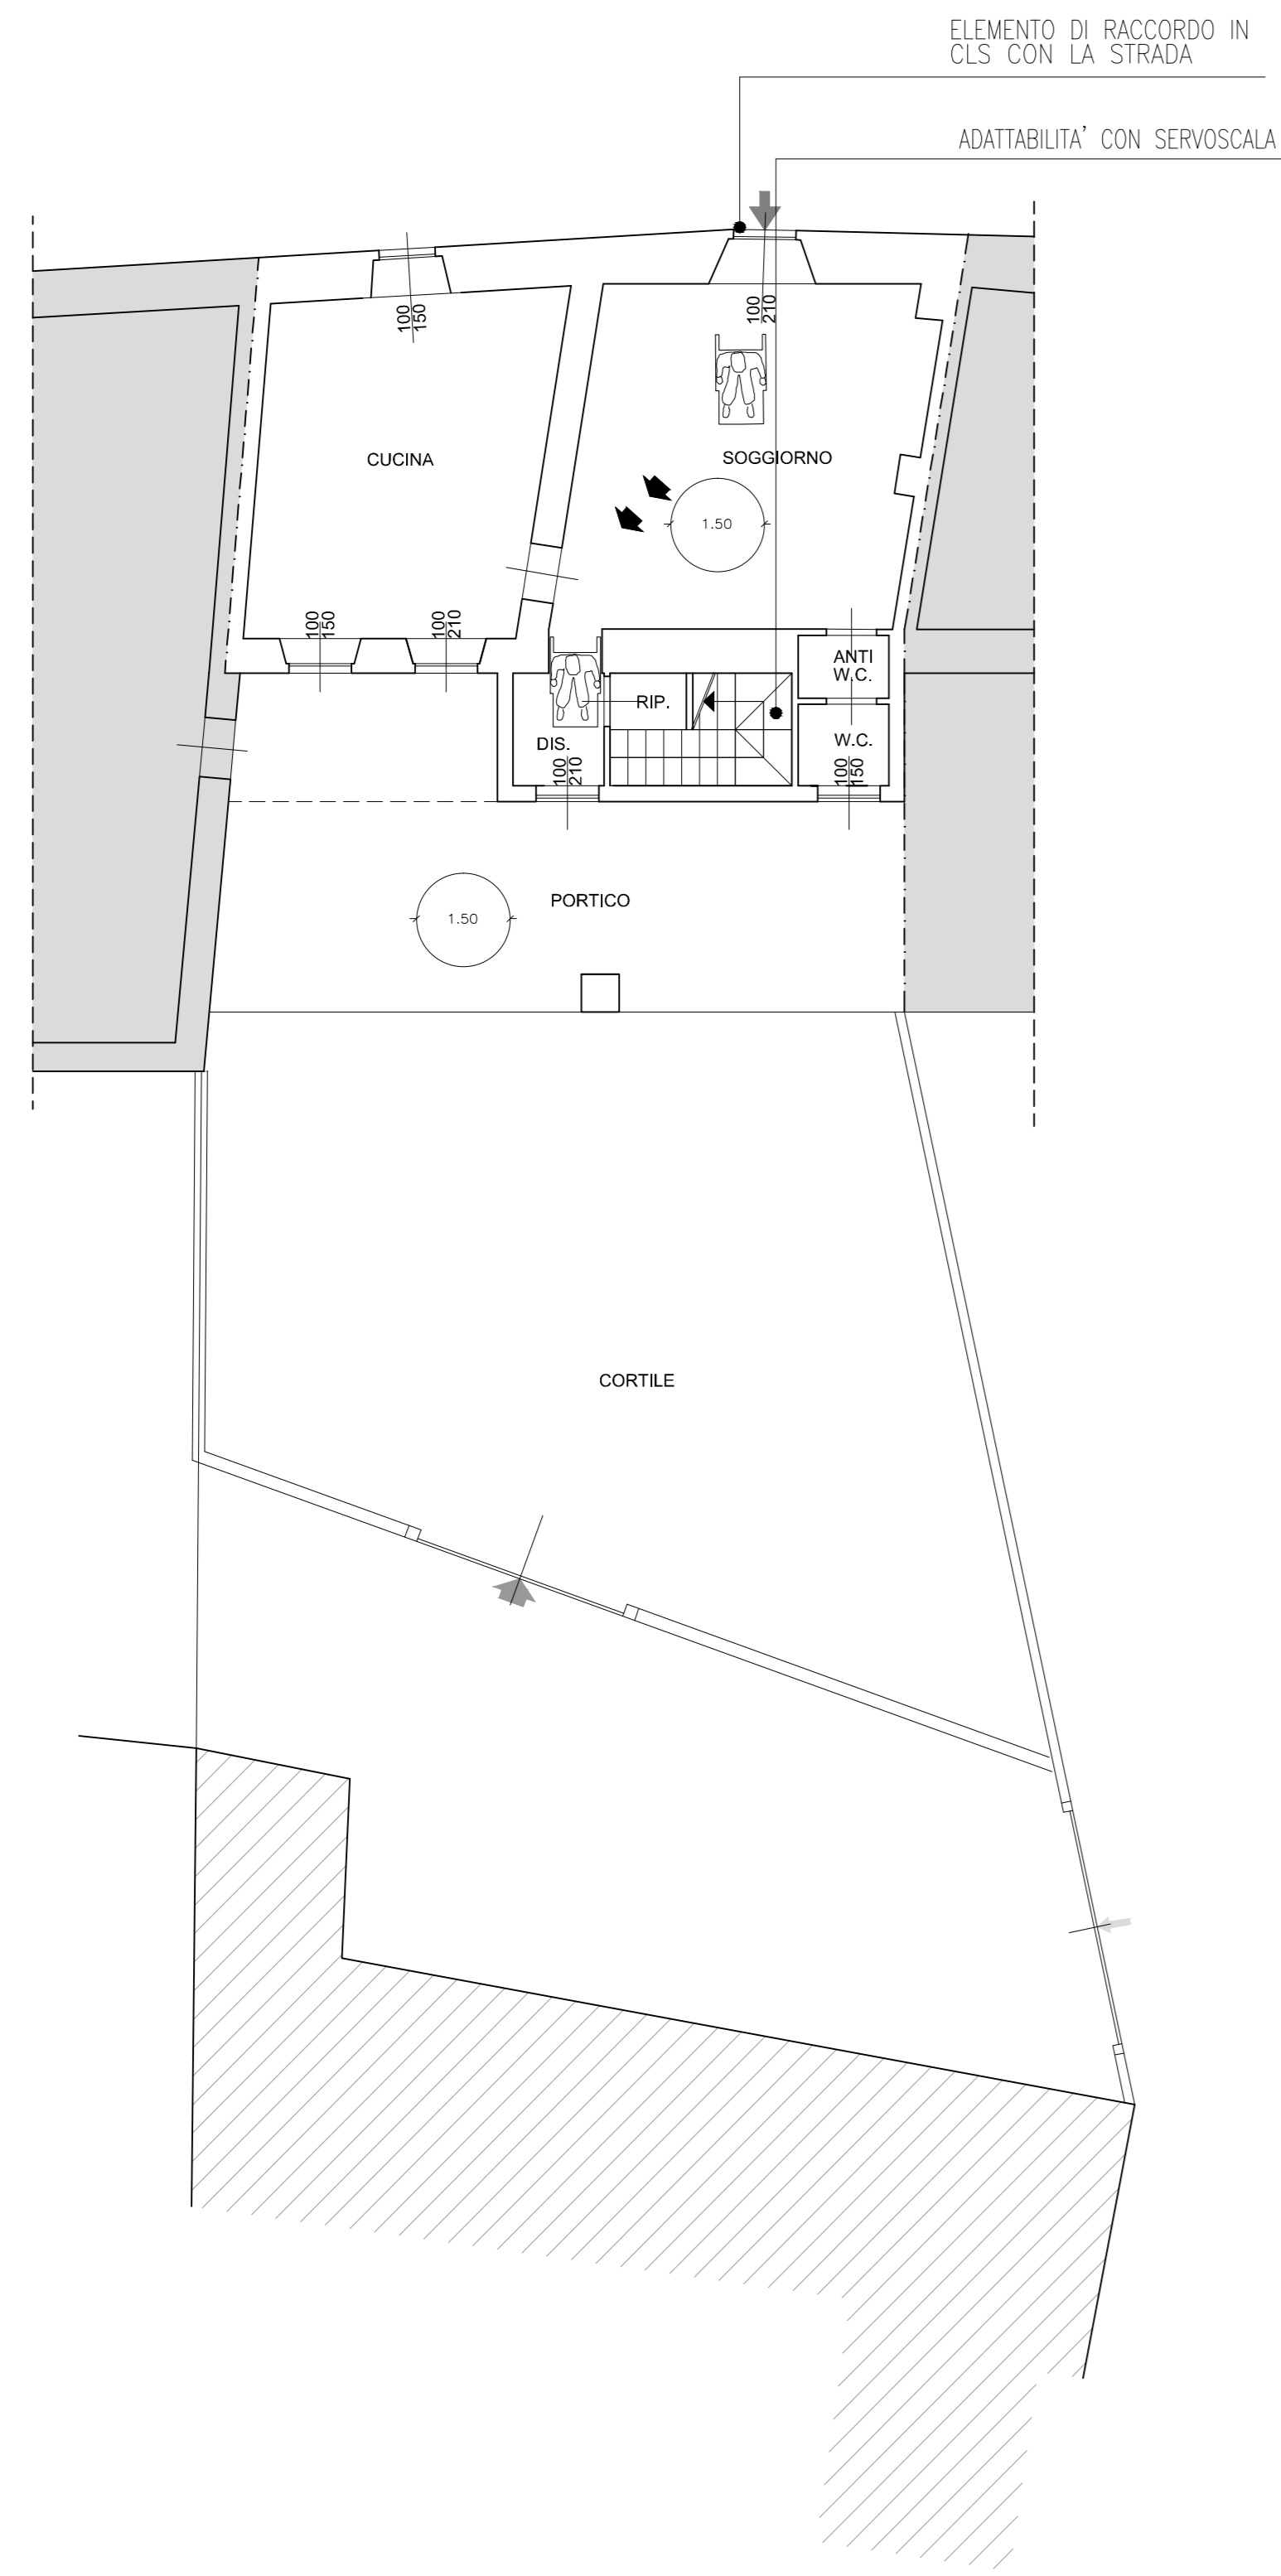 ELEMENTO DI RACCORDO IN
CLS CON LA STRADA
ADATTABILITA' CON SERVOSCALA
100
150
100
210
CUCINA
SOGGIORNO
1.50
100
150
100
210
ANTI
W.C.
RIP.
DIS.
W.C.
100
210
100
150
PORTICO
1.50
CORTILE